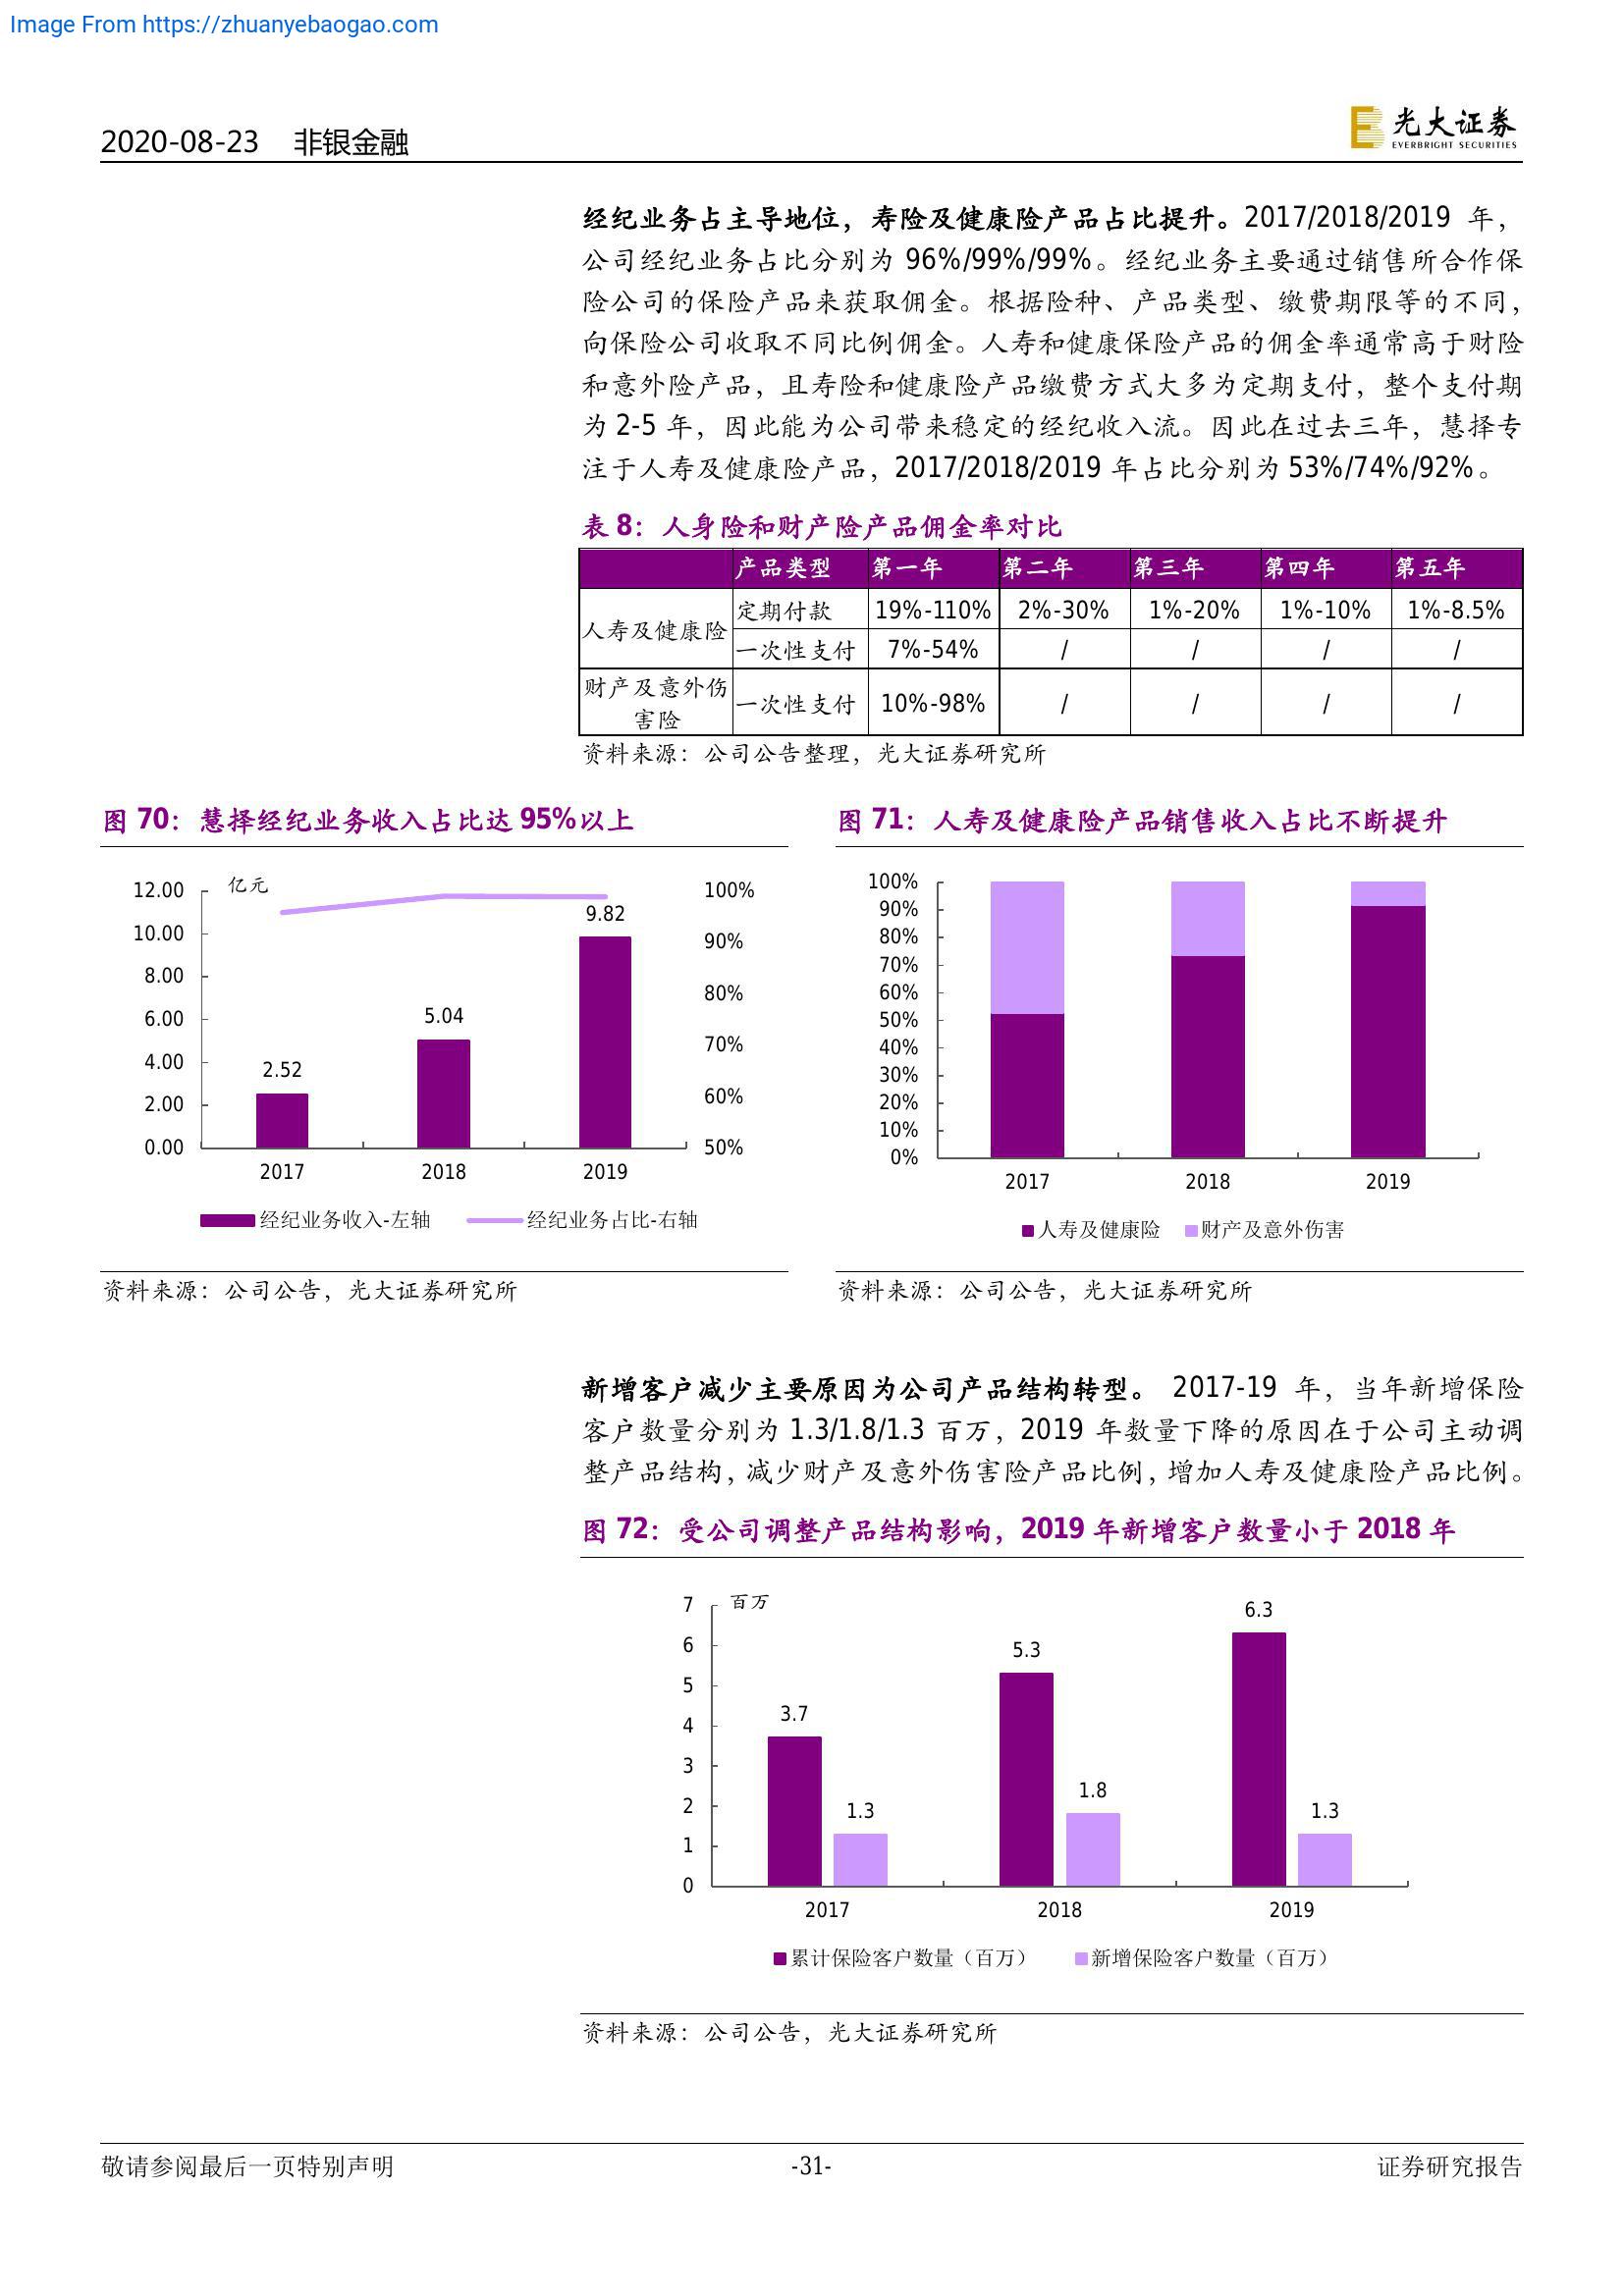 Image From https://zhuanyebaogao.com
2020-08-23 非银金融
光大证券
EVERBRIGHT SECURITIES
经纪业务占主导地位，寿险及健康险产品占比提升。2017/2018/2019 年，
公司经纪业务占比分别为 96%/99%/99%。经纪业务主要通过销售所合作保
险公司的保险产品来获取佣金。根据险种、产品类型、缴费期限等的不同，
向保险公司收取不同比例佣金。人寿和健康保险产品的佣金率通常高于财险
和意外险产品，且寿险和健康险产品缴费方式大多为定期支付，整个支付期
为 2-5 年，因此能为公司带来稳定的经纪收入流。因此在过去三年，慧择专
注于人寿及健康险产品，2017/2018/2019 年占比分别为 53%/74%/92%。
表 8：人身险和财产险产品佣金率对比
产品类型 第一年 第二年 第三年 第四年 第五年
人寿及健康险 定期付款 19%-110% 2%-30% 1%-20% 1%-10% 1%-8.5%
一次性支付 7%-54% / / / /
财产及意外伤害险 一次性支付 10%-98% / / / /
资料来源：公司公告整理，光大证券研究所
图 70：慧择经纪业务收入占比达 95%以上
亿元
12.00
10.00
8.00
6.00
4.00
2.00
0.00
100%
90%
80%
70%
60%
50%
2.52
5.04
9.82
2017 2018 2019
经纪业务收入-左轴 经纪业务占比-右轴
资料来源：公司公告，光大证券研究所
图 71：人寿及健康险产品销售收入占比不断提升
100%
90%
80%
70%
60%
50%
40%
30%
20%
10%
0%
2017 2018 2019
人寿及健康险 财产及意外伤害
资料来源：公司公告，光大证券研究所
新增客户减少主要原因为公司产品结构转型。 2017-19 年，当年新增保险
客户数量分别为 1.3/1.8/1.3 百万，2019 年数量下降的原因在于公司主动调
整产品结构，减少财产及意外伤害险产品比例，增加人寿及健康险产品比例。
图 72：受公司调整产品结构影响，2019 年新增客户数量小于 2018 年
百万
7
6
5
4
3
2
1
0
3.7
1.3
5.3
1.8
6.3
1.3
2017 2018 2019
累计保险客户数量（百万） 新增保险客户数量（百万）
资料来源：公司公告，光大证券研究所
敬请参阅最后一页特别声明 -31- 证券研究报告